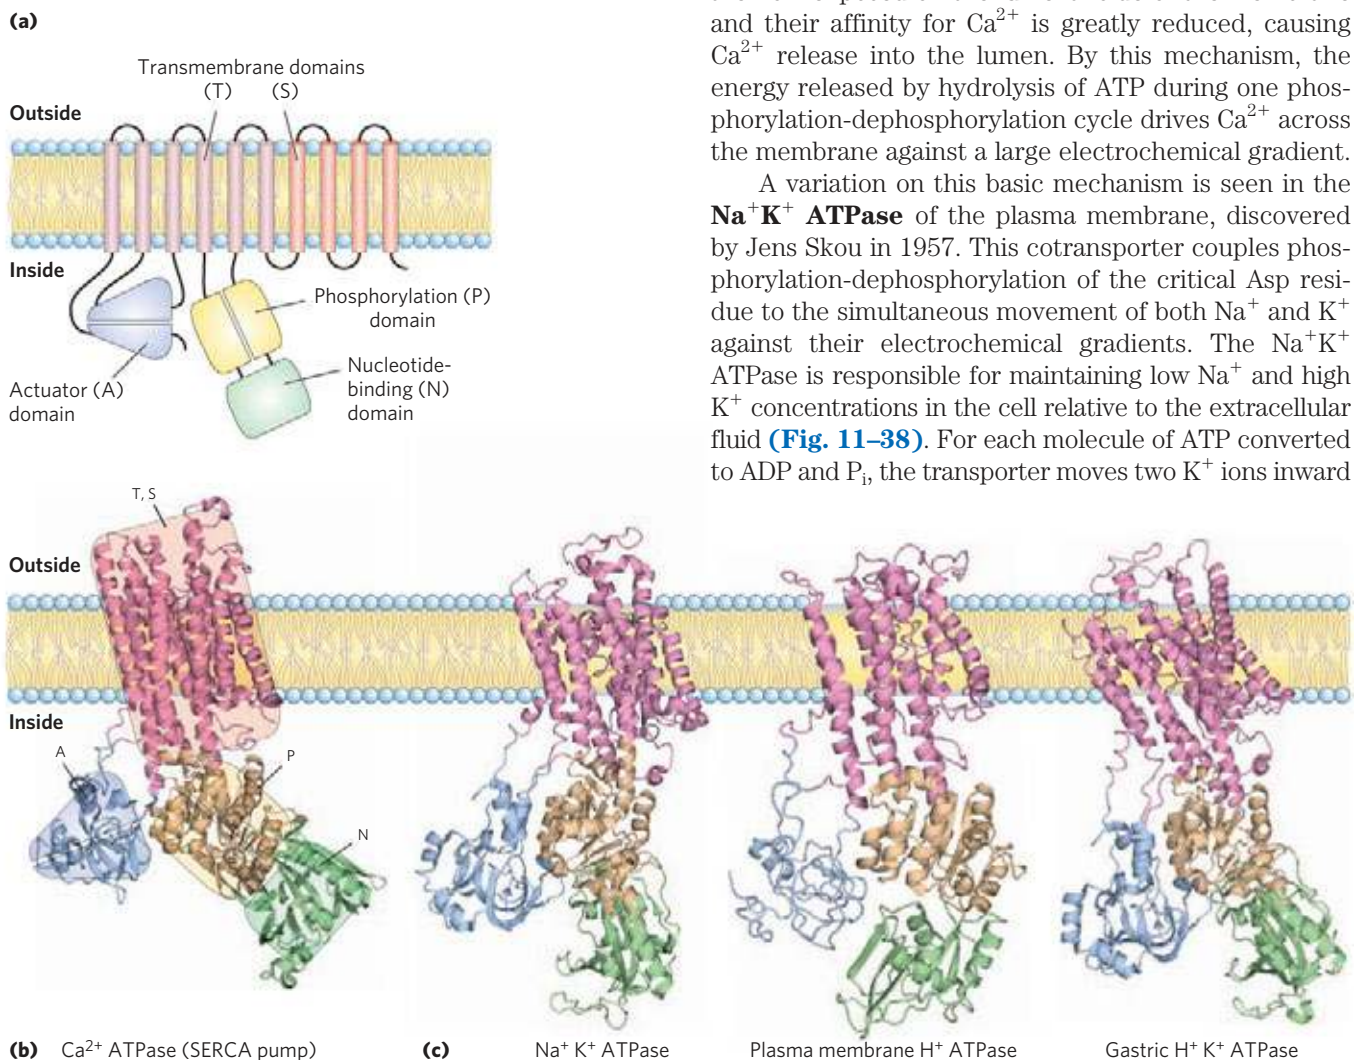 (a)
Transmembrane domains
(T) (S)
Outside
Inside
Phosphorylation (P)
domain
Nucleotide-
binding (N)
domain
Actuator (A)
domain
and their affinity for Ca²⁺ is greatly reduced, causing
Ca²⁺ release into the lumen. By this mechanism, the
energy released by hydrolysis of ATP during one phos-
phorylation-dephosphorylation cycle drives Ca²⁺ across
the membrane against a large electrochemical gradient.
A variation on this basic mechanism is seen in the
Na⁺K⁺ ATPase of the plasma membrane, discovered
by Jens Skou in 1957. This cotransporter couples phos-
phorylation-dephosphorylation of the critical Asp resi-
due to the simultaneous movement of both Na⁺ and K⁺
against their electrochemical gradients. The Na⁺K⁺
ATPase is responsible for maintaining low Na⁺ and high
K⁺ concentrations in the cell relative to the extracellular
fluid (Fig. 11–38). For each molecule of ATP converted
to ADP and Pᵢ, the transporter moves two K⁺ ions inward
T, S
Outside
Inside
A
P
N
(b) Ca²⁺ ATPase (SERCA pump)
(c) Na⁺ K⁺ ATPase
Plasma membrane H⁺ ATPase
Gastric H⁺ K⁺ ATPase